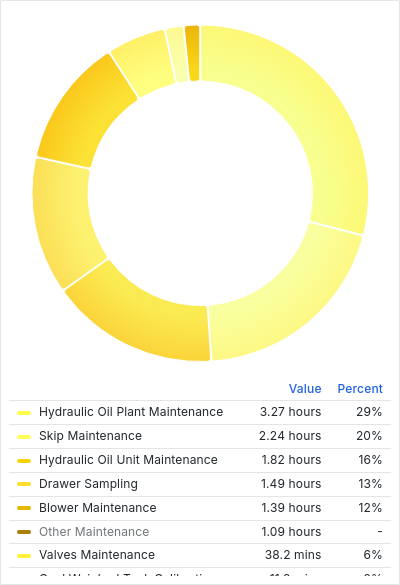 Value Percent
Hydraulic Oil Plant Maintenance 3.27 hours 29%
Skip Maintenance 2.24 hours 20%
Hydraulic Oil Unit Maintenance 1.82 hours 16%
Drawer Sampling 1.49 hours 13%
Blower Maintenance 1.39 hours 12%
Other Maintenance 1.09 hours -
Valves Maintenance 38.2 mins 6%